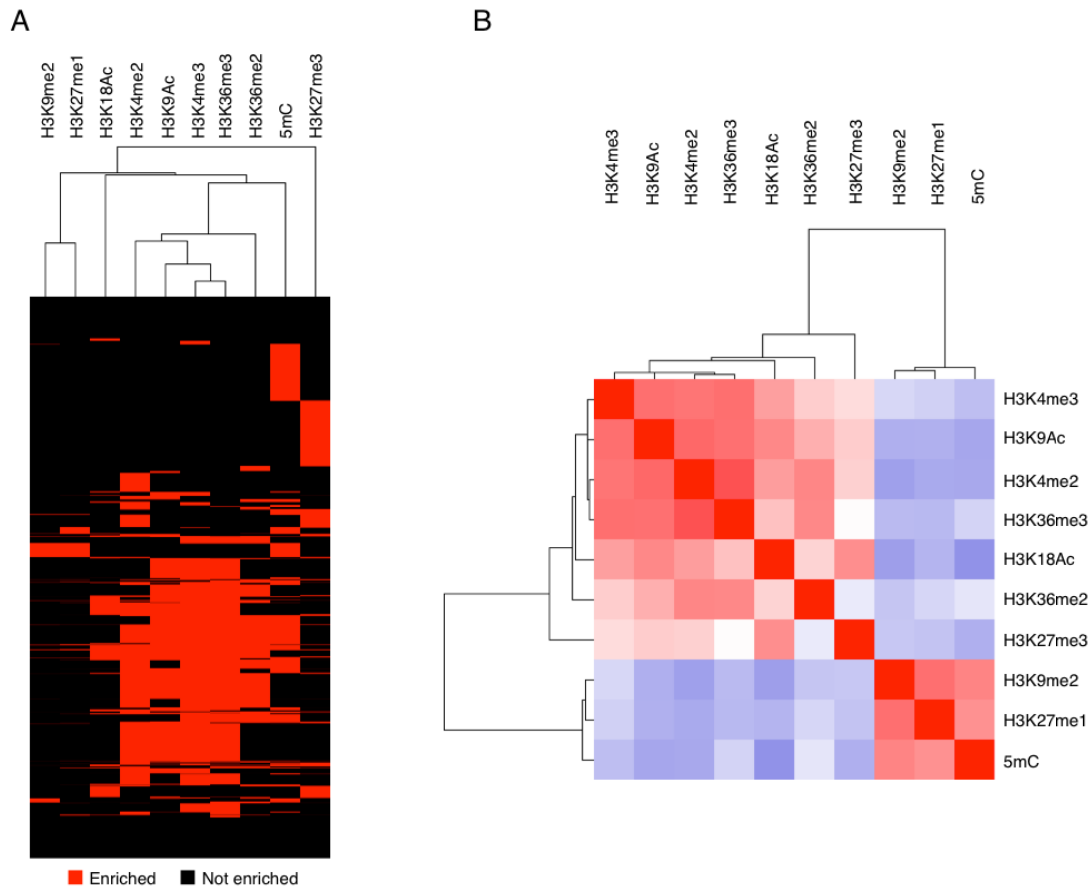 A
B
H3K9me2
H3K27me1
H3K18Ac
H3K4me2
H3K9Ac
H3K4me3
H3K36me3
H3K36me2
5mC
H3K27me3
H3K4me3
H3K9Ac
H3K4me2
H3K36me3
H3K18Ac
H3K36me2
H3K27me3
H3K9me2
H3K27me1
5mC
H3K4me3
H3K9Ac
H3K4me2
H3K36me3
H3K18Ac
H3K36me2
H3K27me3
H3K9me2
H3K27me1
5mC
Enriched
Not enriched